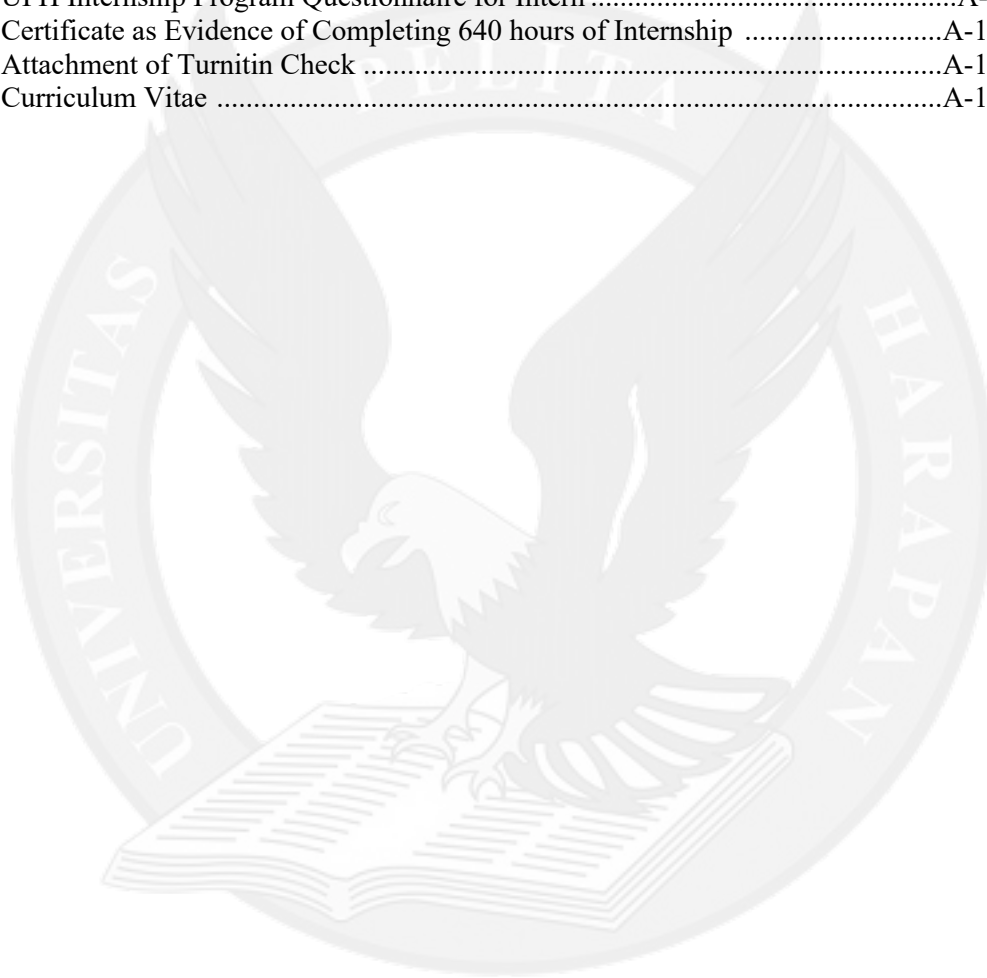 UPH Internship Program Questionnaire for Intern ................................................A-
Certificate as Evidence of Completing 640 hours of Internship ..........................A-1
Attachment of Turnitin Check ............................................................................A-1
Curriculum Vitae ................................................................................................A-1
UNIVERSITAS
PELITA
HARAPAN